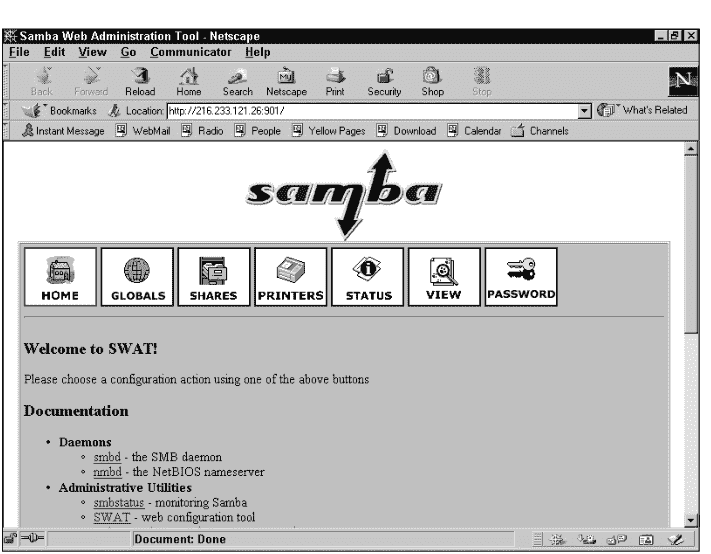 Samba Web Administration Tool - Netscape
File Edit View Go Communicator Help
Back Forward Reload Home Search Netscape Print Security Shop Stop
My
N
Bookmarks Location: http://216.233.121.26:901/ What's Related
Instant Message WebMail Radio People Yellow Pages Download Calendar Channels
samba
HOME GLOBALS SHARES PRINTERS STATUS VIEW PASSWORD
Welcome to SWAT!
Please choose a configuration action using one of the above buttons
Documentation
• Daemons
◦ smbd - the SMB daemon
◦ nmbd - the NetBIOS nameserver
• Administrative Utilities
◦ smbstatus - monitoring Samba
◦ SWAT - web configuration tool
Document: Done